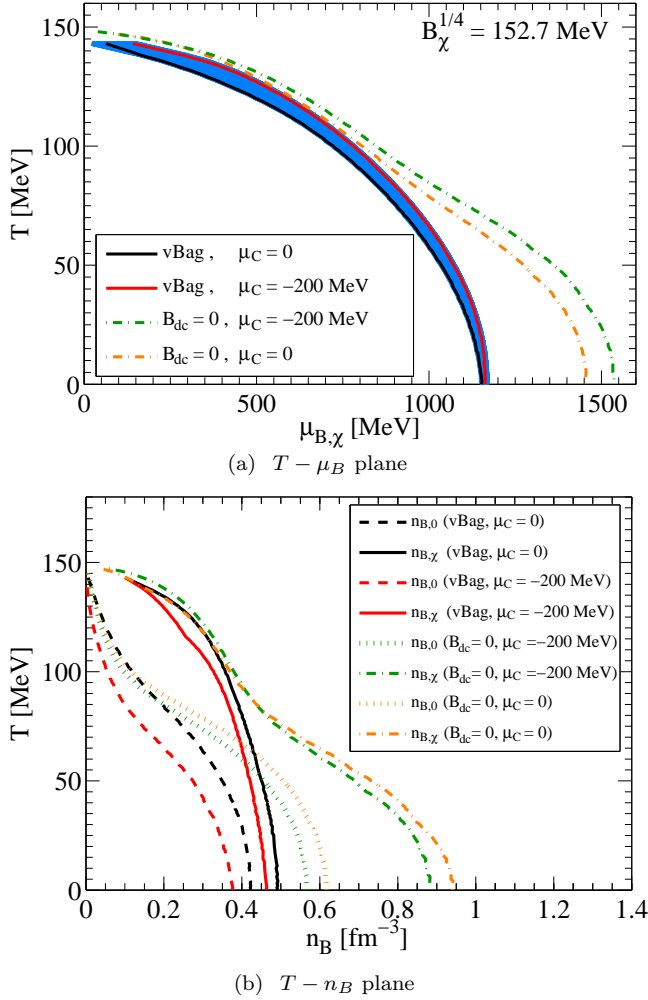 B_χ^{1/4} = 152.7 MeV
150
100
50
0
T [MeV]
vBag , μ_C = 0
vBag , μ_C = −200 MeV
B_dc = 0 , μ_C = −200 MeV
B_dc = 0 , μ_C = 0
0 500 1000 1500
μ_{B,χ} [MeV]
(a) T − μ_B plane
150
100
50
0
T [MeV]
n_{B,0} (vBag, μ_C = 0)
n_{B,χ} (vBag, μ_C = 0)
n_{B,0} (vBag, μ_C = −200 MeV)
n_{B,χ} (vBag, μ_C = −200 MeV)
n_{B,0} (B_dc = 0, μ_C = −200 MeV)
n_{B,χ} (B_dc = 0, μ_C = −200 MeV)
n_{B,0} (B_dc = 0, μ_C = 0)
n_{B,χ} (B_dc = 0, μ_C = 0)
0 0.2 0.4 0.6 0.8 1 1.2 1.4
n_B [fm^{−3}]
(b) T − n_B plane